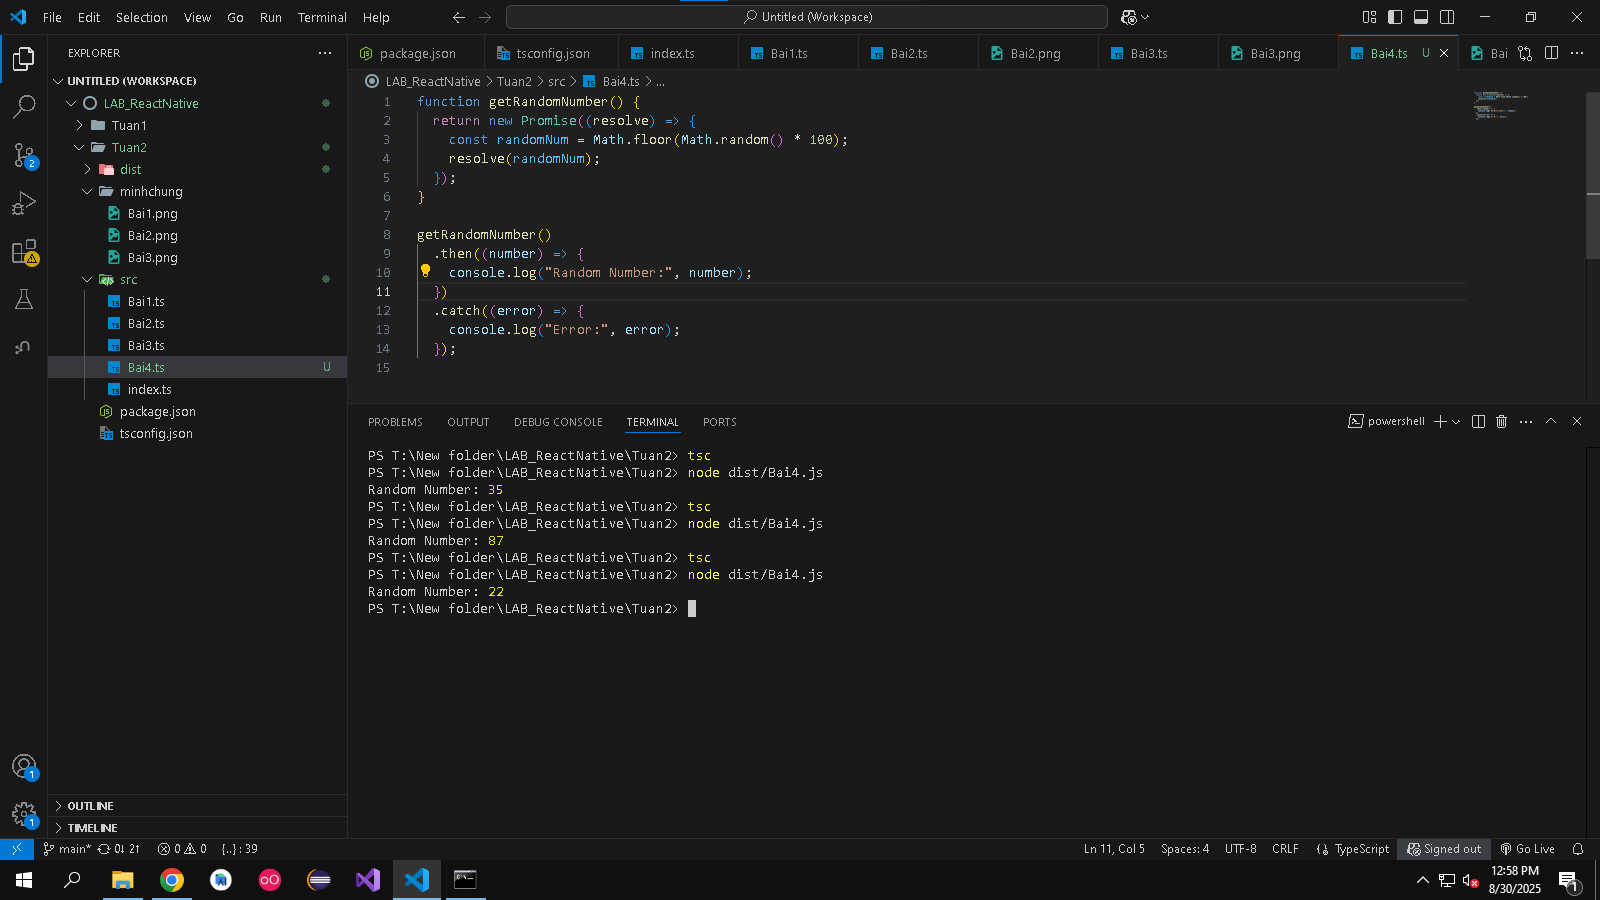 File Edit Selection View Go Run Terminal Help
Untitled (Workspace)
EXPLORER
package.json
tsconfig.json
index.ts
Bai1.ts
Bai2.ts
Bai2.png
Bai3.ts
Bai3.png
Bai4.ts U
Bai
UNTITLED (WORKSPACE)
LAB_ReactNative
Tuan1
Tuan2
dist
minhchung
Bai1.png
Bai2.png
Bai3.png
src
Bai1.ts
Bai2.ts
Bai3.ts
Bai4.ts U
index.ts
package.json
tsconfig.json
OUTLINE
TIMELINE
2
1
1
LAB_ReactNative > Tuan2 > src > Bai4.ts > ...
1 function getRandomNumber() {
2 return new Promise((resolve) => {
3 const randomNum = Math.floor(Math.random() * 100);
4 resolve(randomNum);
5 });
6 }
7
8 getRandomNumber()
9 .then((number) => {
10 console.log("Random Number:", number);
11 })
12 .catch((error) => {
13 console.log("Error:", error);
14 });
15
PROBLEMS OUTPUT DEBUG CONSOLE TERMINAL PORTS
powershell
PS T:\New folder\LAB_ReactNative\Tuan2> tsc
PS T:\New folder\LAB_ReactNative\Tuan2> node dist/Bai4.js
Random Number: 35
PS T:\New folder\LAB_ReactNative\Tuan2> tsc
PS T:\New folder\LAB_ReactNative\Tuan2> node dist/Bai4.js
Random Number: 87
PS T:\New folder\LAB_ReactNative\Tuan2> tsc
PS T:\New folder\LAB_ReactNative\Tuan2> node dist/Bai4.js
Random Number: 22
PS T:\New folder\LAB_ReactNative\Tuan2>
main* 0↓ 2↑ 0 0 {..} : 39
Ln 11, Col 5 Spaces: 4 UTF-8 CRLF TypeScript Signed out Go Live
12:58 PM
8/30/2025
1